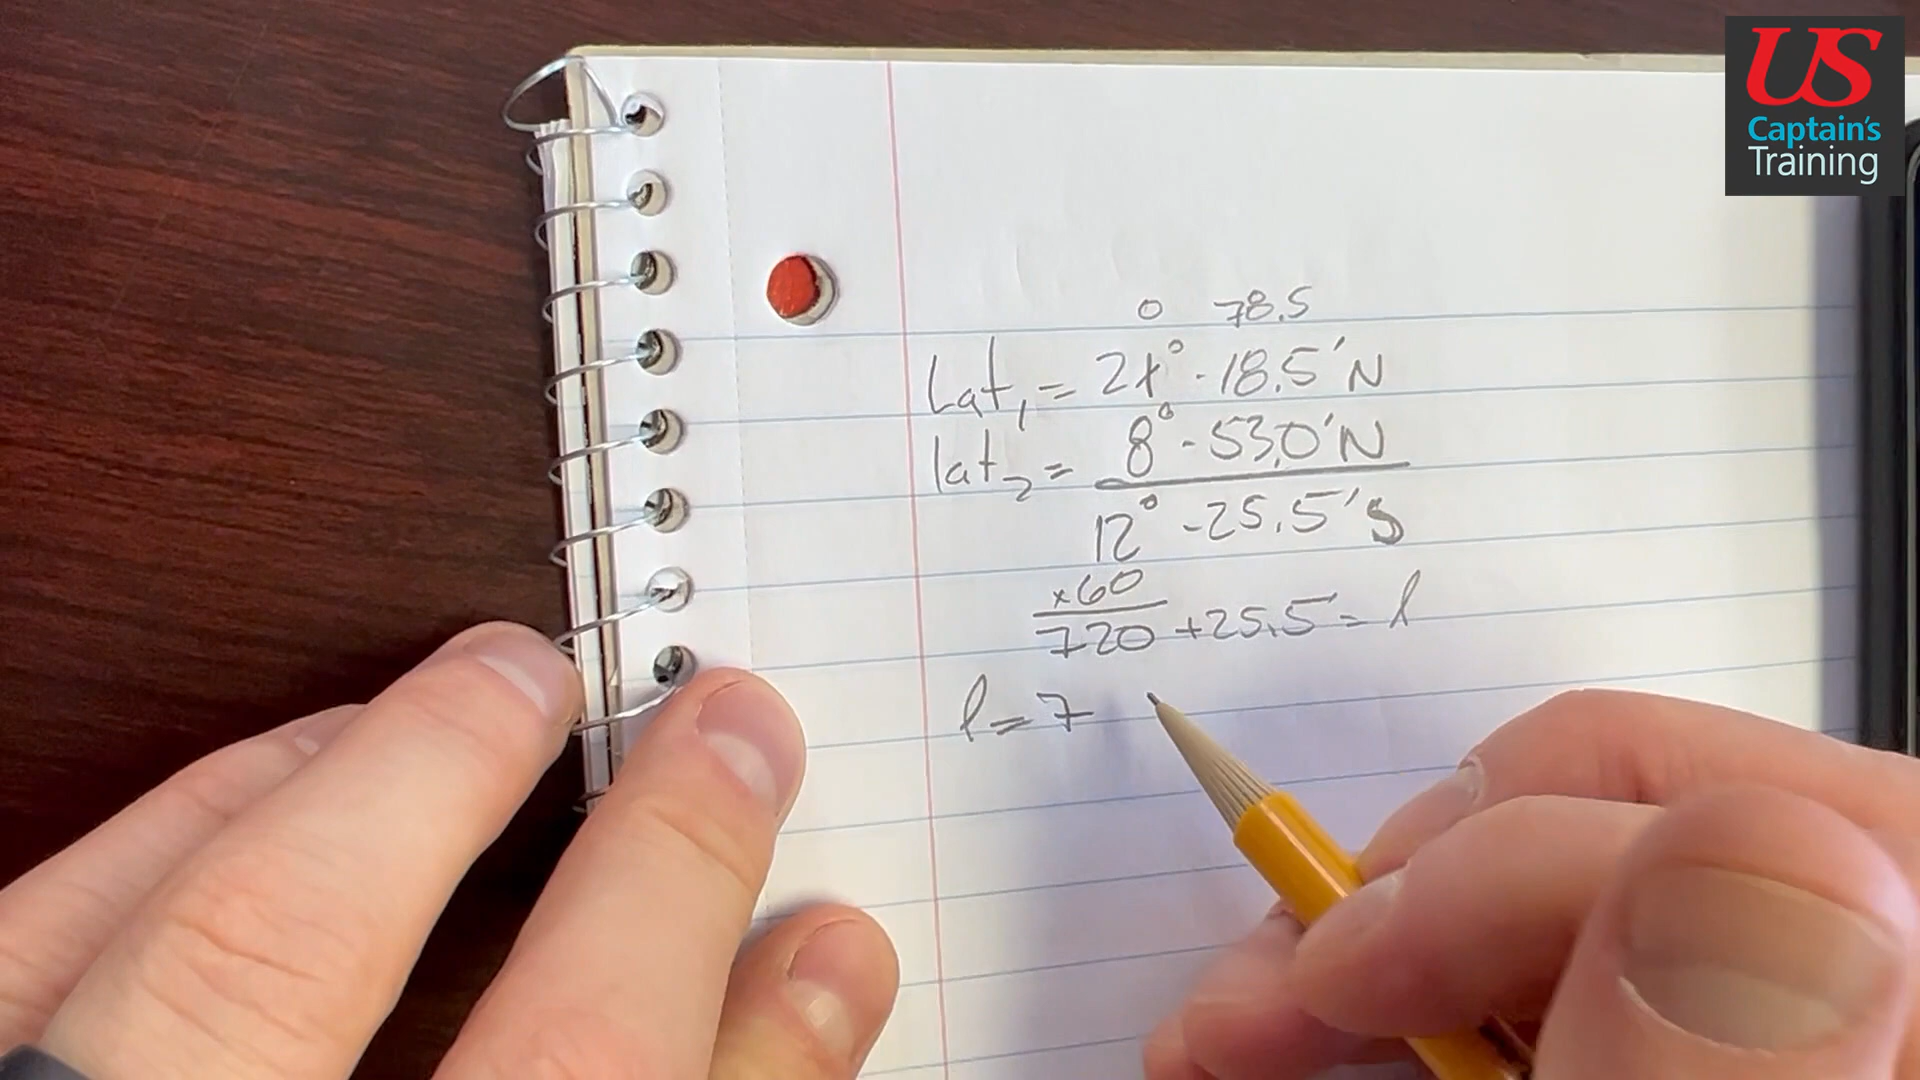 US
Captain's
Training
0 78.5
Lat₁ = 21° - 18.5'N
lat₂ = 8° - 53.0'N
12° - 25.5'S
x60
720 + 25.5 = l
l = 7